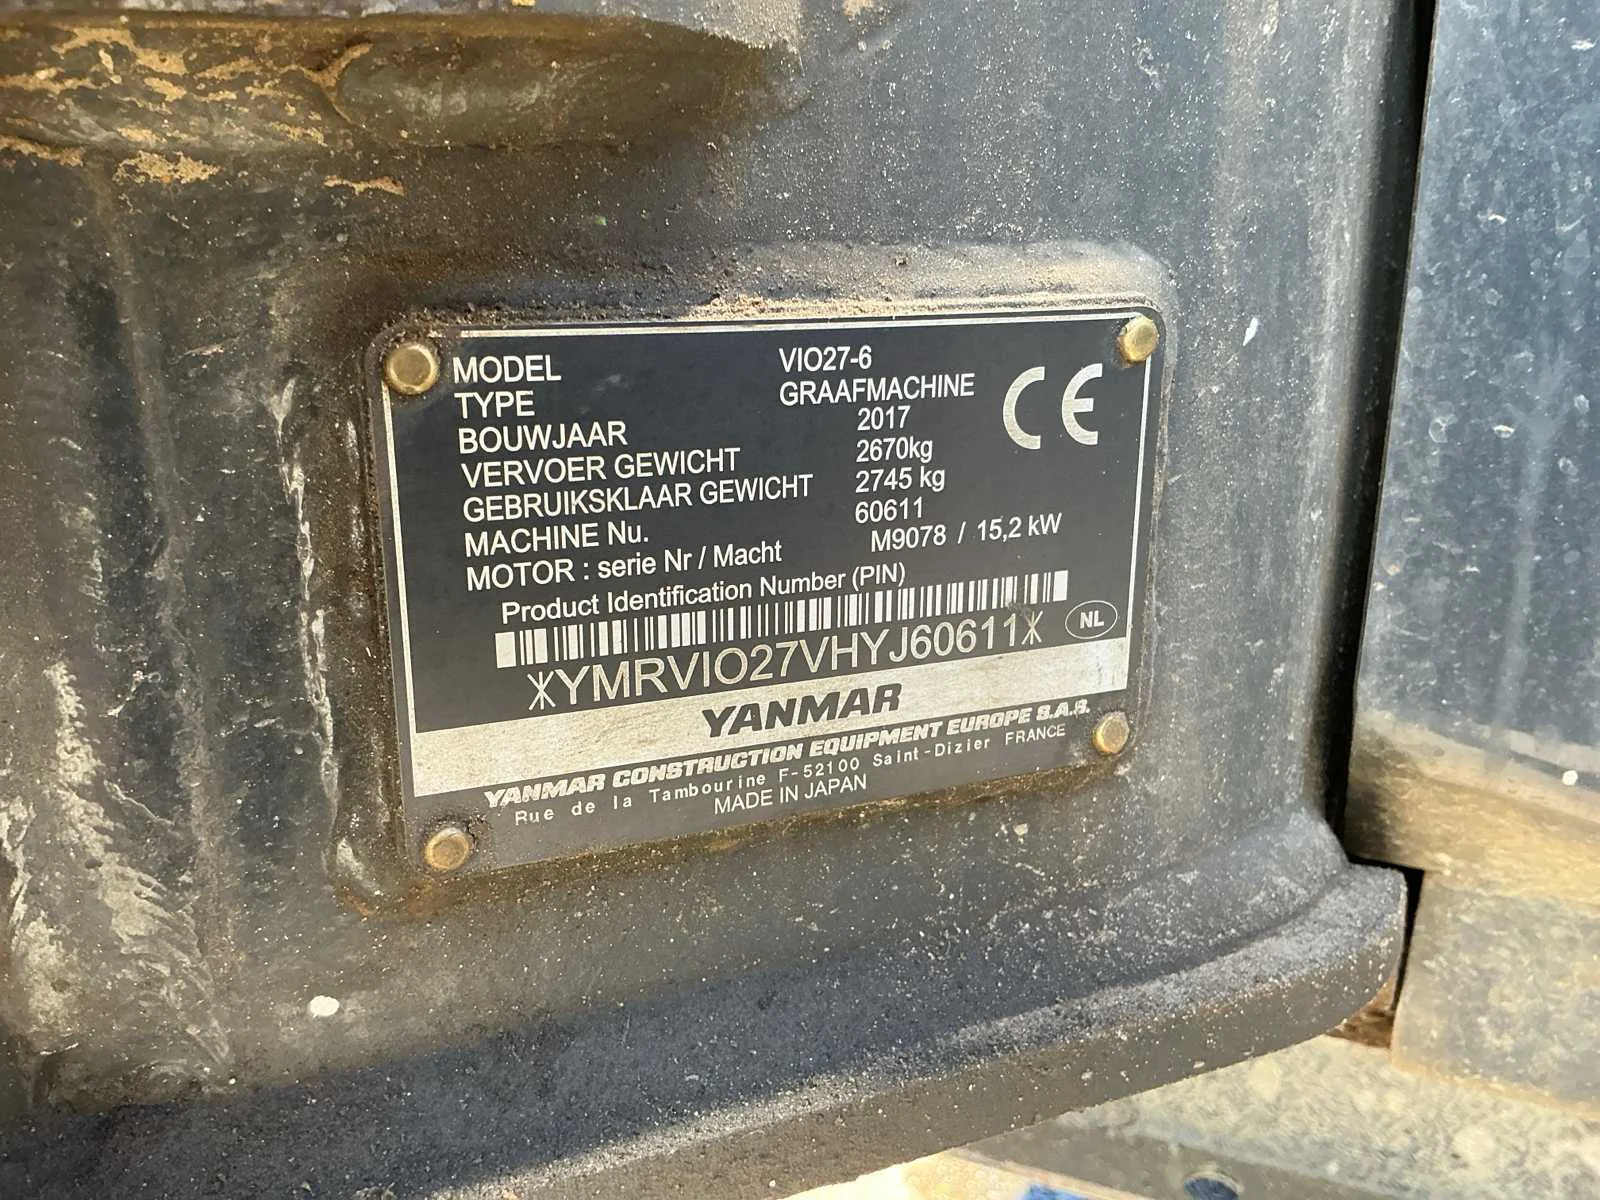 MODEL VIO27-6
TYPE GRAAFMACHINE
BOUWJAAR 2017
VERVOER GEWICHT 2670kg
GEBRUIKSKLAAR GEWICHT 2745 kg
MACHINE Nu. 60611
MOTOR : serie Nr / Macht M9078 / 15,2 kW
CE
Product Identification Number (PIN)
NL
*YMRVIO27VHYJ60611*
YANMAR
YANMAR CONSTRUCTION EQUIPMENT EUROPE S.A.S.
Rue de la Tambourine F-52100 Saint-Dizier FRANCE
MADE IN JAPAN